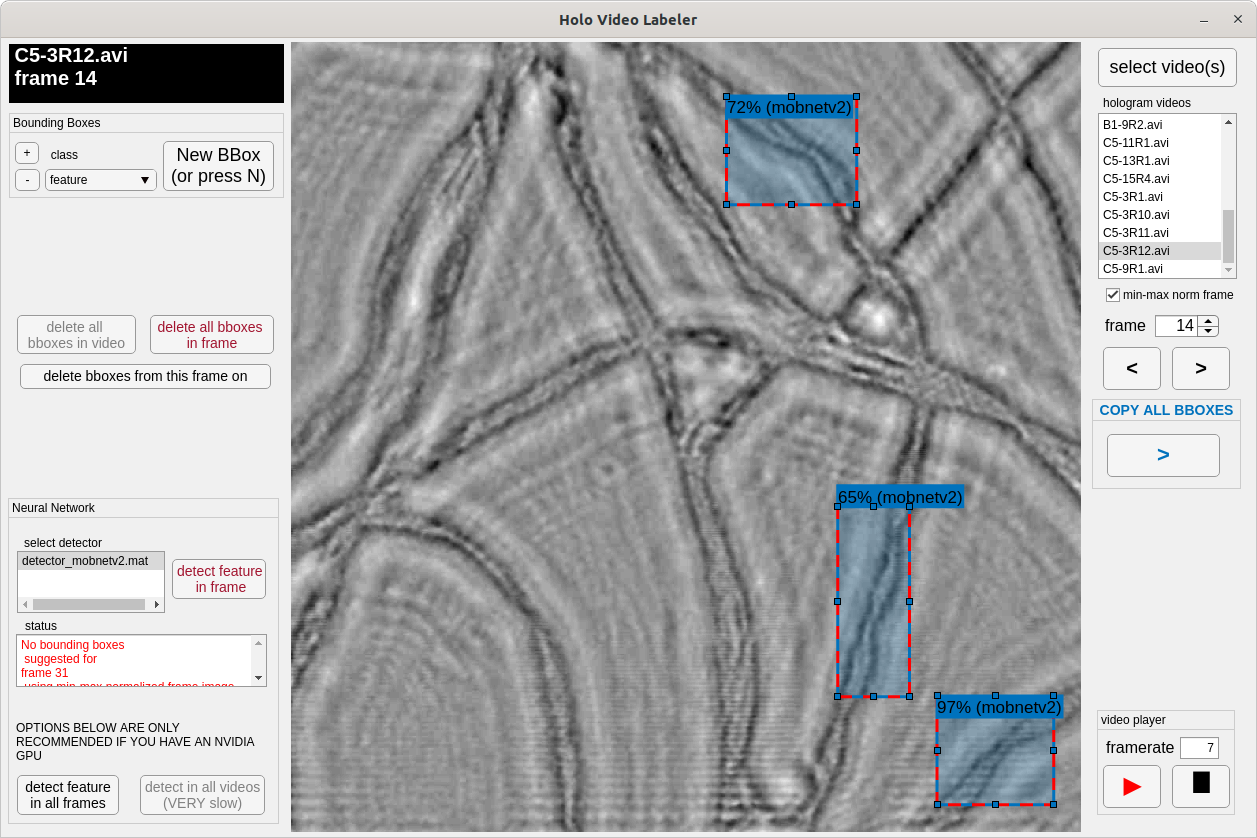 Holo Video Labeler
C5-3R12.avi
frame 14
Bounding Boxes
+
class
-
feature
New BBox
(or press N)
delete all
bboxes in video
delete all bboxes
in frame
delete bboxes from this frame on
Neural Network
select detector
detector_mobnetv2.mat
detect feature
in frame
status
No bounding boxes
suggested for
frame 31
using min-max normalized frame image
OPTIONS BELOW ARE ONLY
RECOMMENDED IF YOU HAVE AN NVIDIA
GPU
detect feature
in all frames
detect in all videos
(VERY slow)
72% (mobnetv2)
65% (mobnetv2)
97% (mobnetv2)
select video(s)
hologram videos
B1-9R2.avi
C5-11R1.avi
C5-13R1.avi
C5-15R4.avi
C5-3R1.avi
C5-3R10.avi
C5-3R11.avi
C5-3R12.avi
C5-9R1.avi
min-max norm frame
frame 14
< >
COPY ALL BBOXES
>
video player
framerate 7